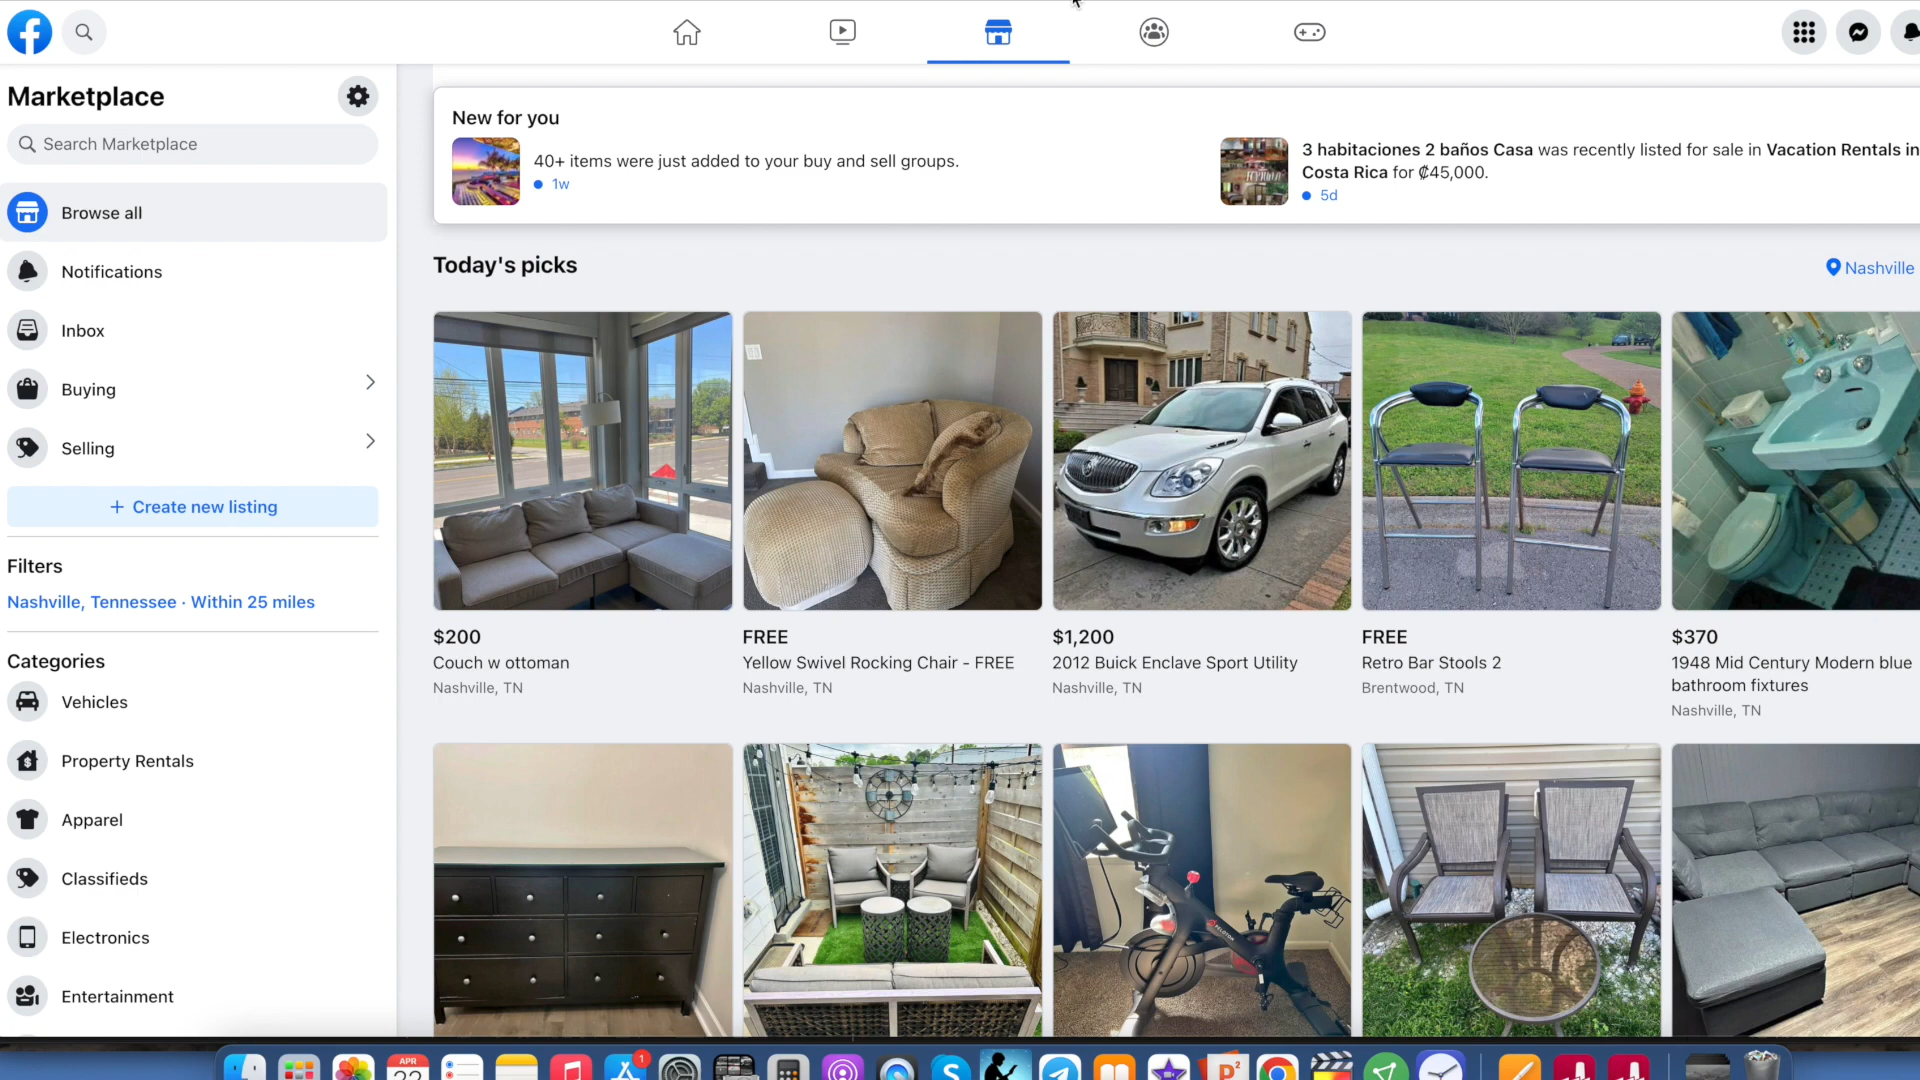 Marketplace
Search Marketplace
Browse all
Notifications
Inbox
Buying
Selling
+ Create new listing
Filters
Nashville, Tennessee · Within 25 miles
Categories
Vehicles
Property Rentals
Apparel
Classifieds
Electronics
Entertainment
New for you
40+ items were just added to your buy and sell groups.
1w
3 habitaciones 2 baños Casa was recently listed for sale in Vacation Rentals in
Costa Rica for ₡45,000.
5d
Today's picks
Nashville
$200
Couch w ottoman
Nashville, TN
FREE
Yellow Swivel Rocking Chair - FREE
Nashville, TN
$1,200
2012 Buick Enclave Sport Utility
Nashville, TN
FREE
Retro Bar Stools 2
Brentwood, TN
$370
1948 Mid Century Modern blue
bathroom fixtures
Nashville, TN
APR
22
1